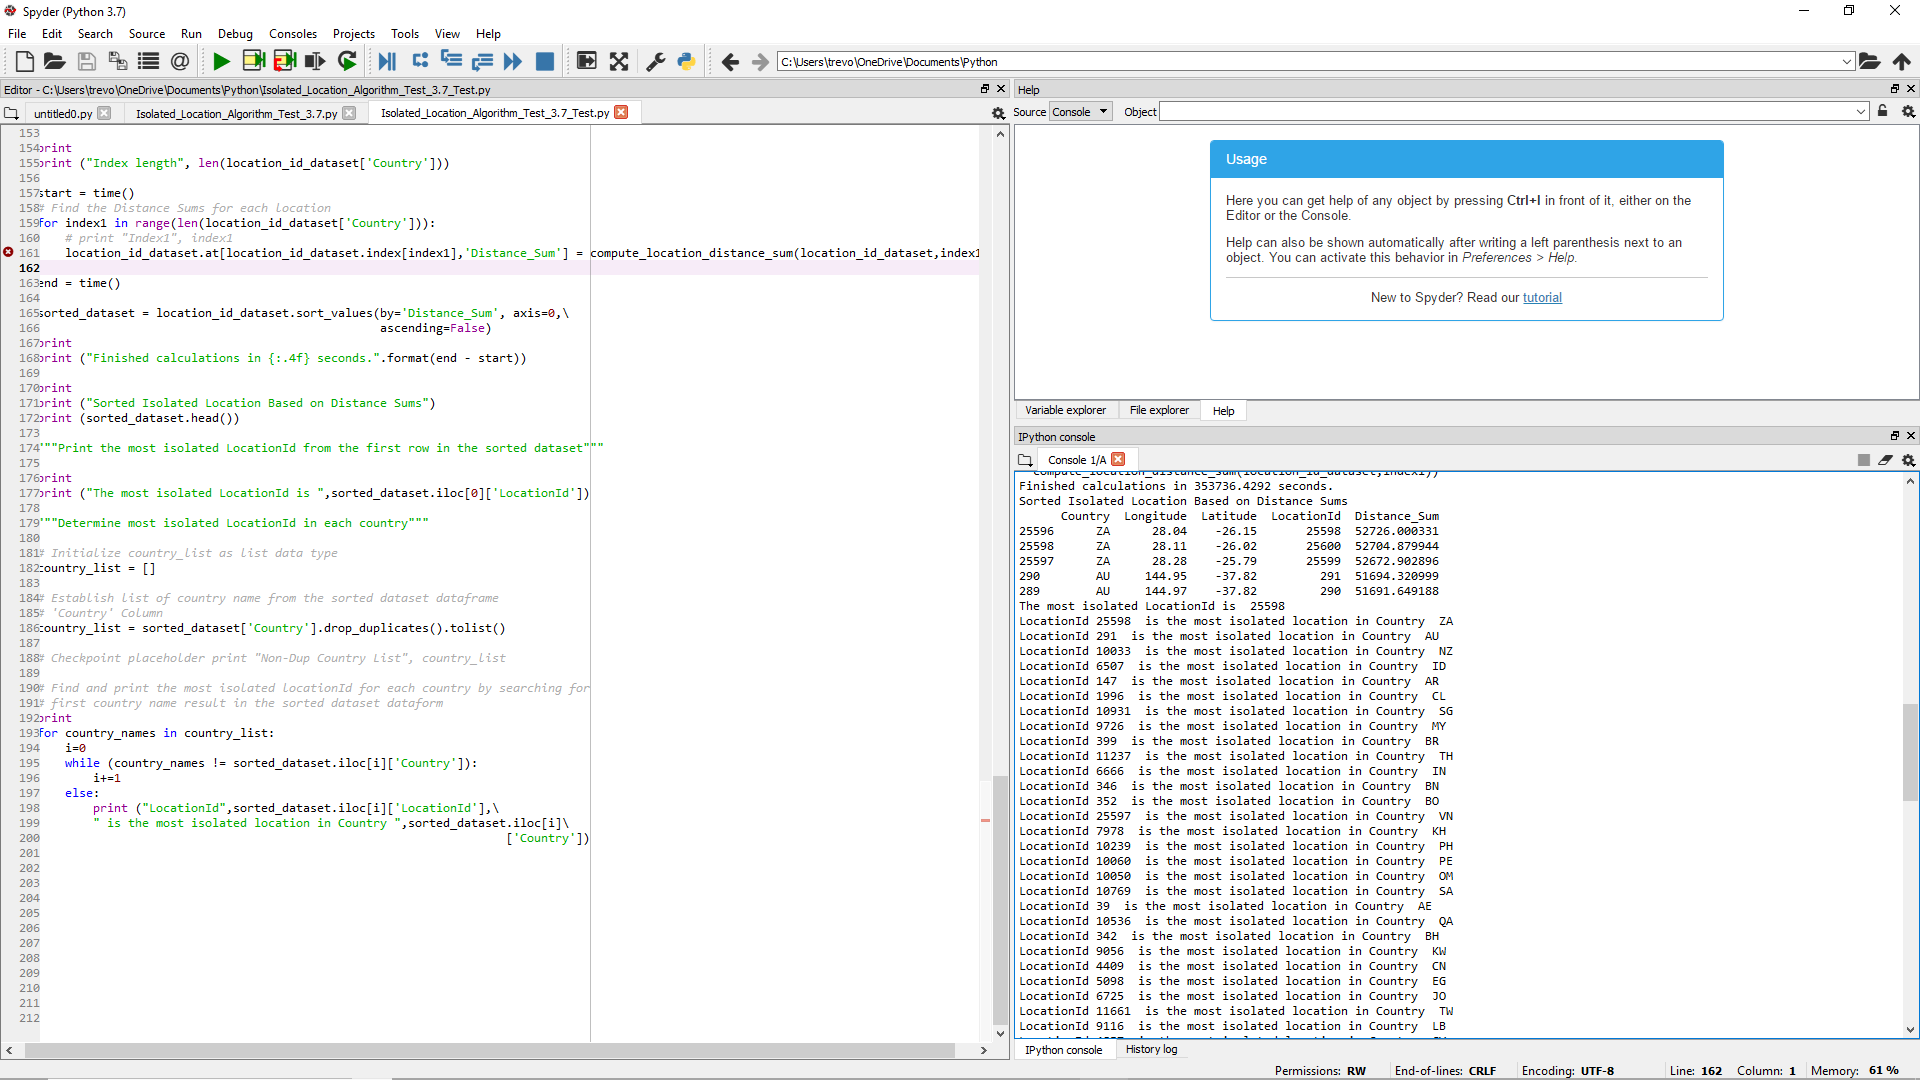 Spyder (Python 3.7)
File Edit Search Source Run Debug Consoles Projects Tools View Help
C:\Users\trevo\OneDrive\Documents\Python
Editor - C:\Users\trevo\OneDrive\Documents\Python\Isolated_Location_Algorithm_Test_3.7_Test.py
untitled0.py Isolated_Location_Algorithm_Test_3.7.py Isolated_Location_Algorithm_Test_3.7_Test.py
153
154 print
155 print ("Index length", len(location_id_dataset['Country']))
156
157 start = time()
158 # Find the Distance Sums for each location
159 for index1 in range(len(location_id_dataset['Country'])):
160 # print "Index1", index1
161 location_id_dataset.at[location_id_dataset.index[index1],'Distance_Sum'] = compute_location_distance_sum(location_id_dataset,index1
162
163 end = time()
164
165 sorted_dataset = location_id_dataset.sort_values(by='Distance_Sum', axis=0,\
166 ascending=False)
167 print
168 print ("Finished calculations in {:.4f} seconds.".format(end - start))
169
170 print
171 print ("Sorted Isolated Location Based on Distance Sums")
172 print (sorted_dataset.head())
173
174 """Print the most isolated LocationId from the first row in the sorted dataset"""
175
176 print
177 print ("The most isolated LocationId is ",sorted_dataset.iloc[0]['LocationId'])
178
179 """Determine most isolated LocationId in each country"""
180
181 # Initialize country_list as list data type
182 country_list = []
183
184 # Establish list of country name from the sorted dataset dataframe
185 # 'Country' Column
186 country_list = sorted_dataset['Country'].drop_duplicates().tolist()
187
188 # Checkpoint placeholder print "Non-Dup Country List", country_list
189
190 # Find and print the most isolated locationId for each country by searching for
191 # first country name result in the sorted dataset dataform
192 print
193 for country_names in country_list:
194 i=0
195 while (country_names != sorted_dataset.iloc[i]['Country']):
196 i+=1
197 else:
198 print ("LocationId",sorted_dataset.iloc[i]['LocationId'],\
199 " is the most isolated location in Country ",sorted_dataset.iloc[i]\
200 ['Country'])
201
202
203
204
205
206
207
208
209
210
211
212
Help
Source Console Object
Usage
Here you can get help of any object by pressing Ctrl+I in front of it, either on the
Editor or the Console.
Help can also be shown automatically after writing a left parenthesis next to an
object. You can activate this behavior in Preferences > Help.
New to Spyder? Read our tutorial
Variable explorer File explorer Help
IPython console
Console 1/A
compute_location_distance_sum(location_id_dataset,index1))
Finished calculations in 353736.4292 seconds.
Sorted Isolated Location Based on Distance Sums
Country Longitude Latitude LocationId Distance_Sum
25596 ZA 28.04 -26.15 25598 52726.000331
25598 ZA 28.11 -26.02 25600 52704.879944
25597 ZA 28.28 -25.79 25599 52672.902896
290 AU 144.95 -37.82 291 51694.320999
289 AU 144.97 -37.82 290 51691.649188
The most isolated LocationId is 25598
LocationId 25598 is the most isolated location in Country ZA
LocationId 291 is the most isolated location in Country AU
LocationId 10033 is the most isolated location in Country NZ
LocationId 6507 is the most isolated location in Country ID
LocationId 147 is the most isolated location in Country AR
LocationId 1996 is the most isolated location in Country CL
LocationId 10931 is the most isolated location in Country SG
LocationId 9726 is the most isolated location in Country MY
LocationId 399 is the most isolated location in Country BR
LocationId 11237 is the most isolated location in Country TH
LocationId 6666 is the most isolated location in Country IN
LocationId 346 is the most isolated location in Country BN
LocationId 352 is the most isolated location in Country BO
LocationId 25597 is the most isolated location in Country VN
LocationId 7978 is the most isolated location in Country KH
LocationId 10239 is the most isolated location in Country PH
LocationId 10060 is the most isolated location in Country PE
LocationId 10050 is the most isolated location in Country OM
LocationId 10769 is the most isolated location in Country SA
LocationId 39 is the most isolated location in Country AE
LocationId 10536 is the most isolated location in Country QA
LocationId 342 is the most isolated location in Country BH
LocationId 9056 is the most isolated location in Country KW
LocationId 4409 is the most isolated location in Country CN
LocationId 5098 is the most isolated location in Country EG
LocationId 6725 is the most isolated location in Country JO
LocationId 11661 is the most isolated location in Country TW
LocationId 9116 is the most isolated location in Country LB
IPython console History log
Permissions: RW End-of-lines: CRLF Encoding: UTF-8 Line: 162 Column: 1 Memory: 61 %